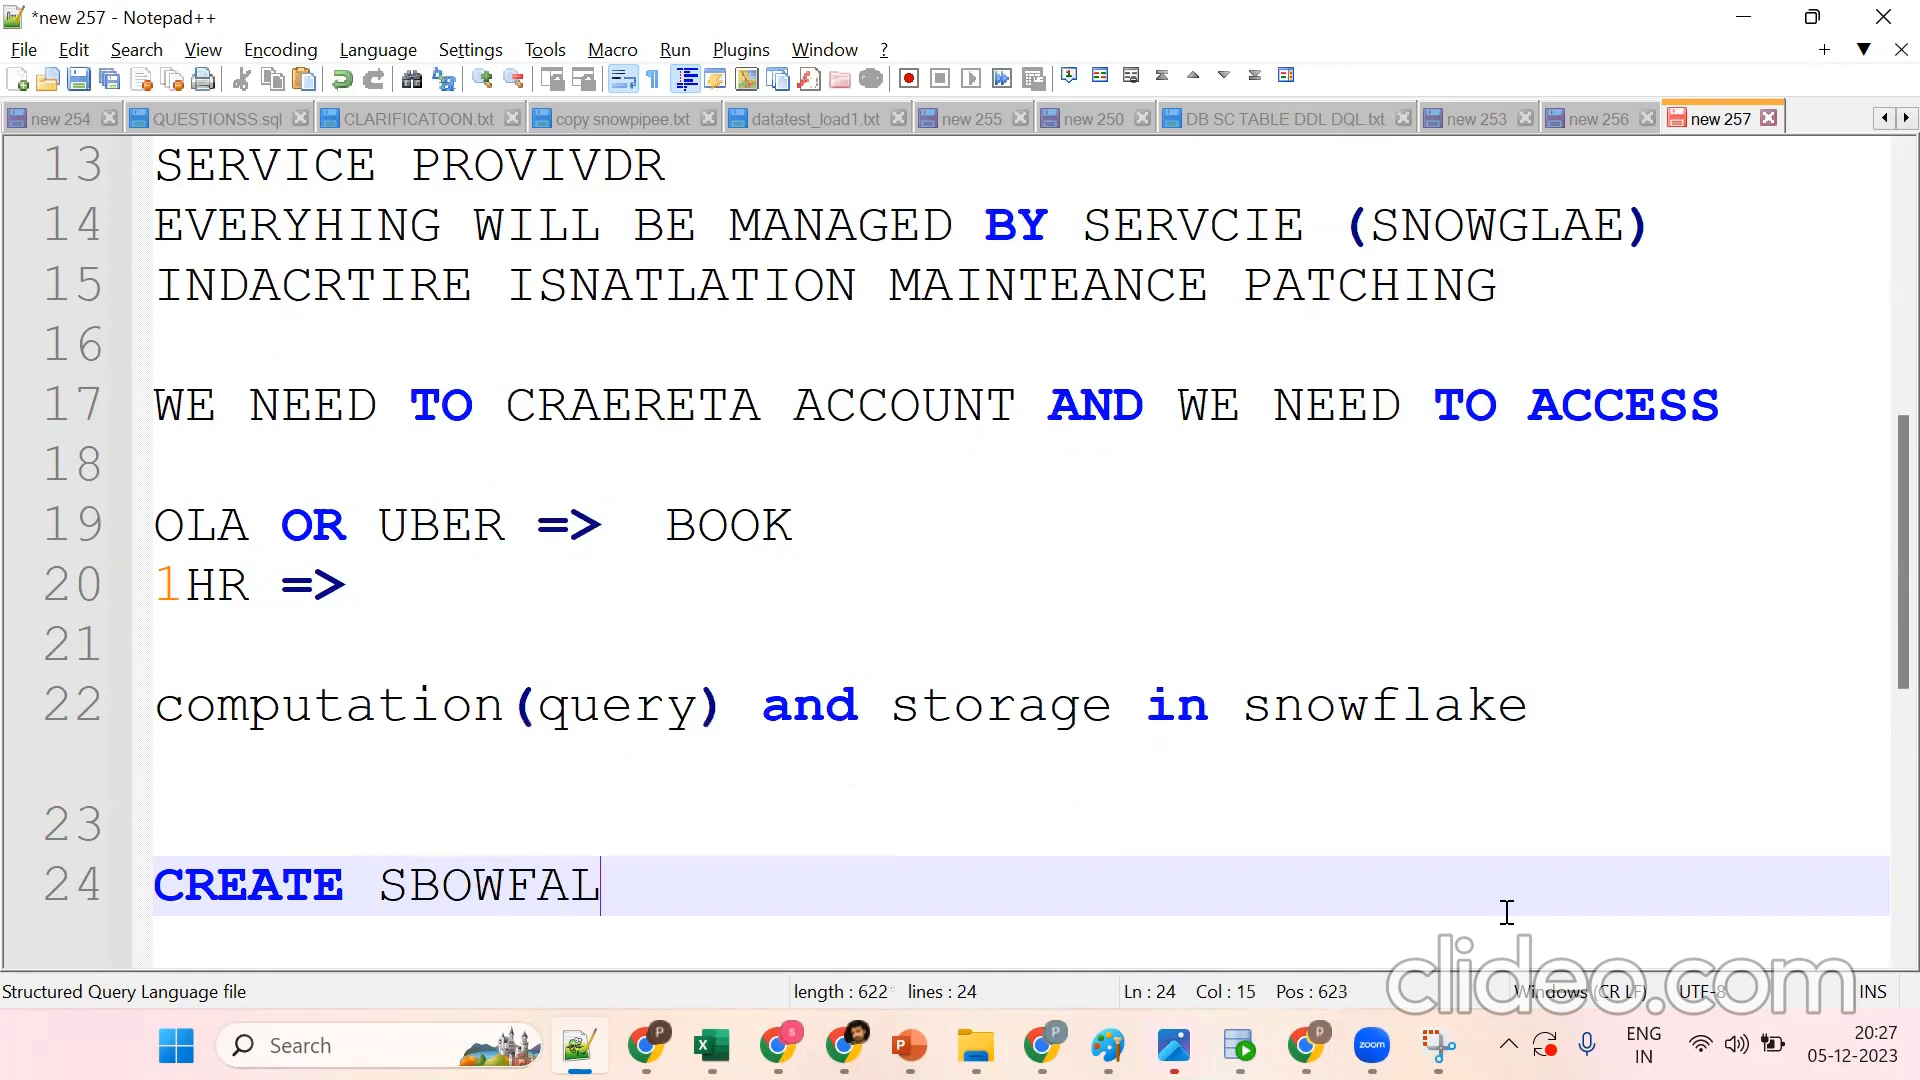 *new 257 - Notepad++
File Edit Search View Encoding Language Settings Tools Macro Run Plugins Window ?
new 254 QUESTIONSS.sql CLARIFICATOON.txt copy snowpipee.txt datatest_load1.txt new 255 new 250 DB SC TABLE DDL DQL.txt new 253 new 256 new 257
13 SERVICE PROVIVDR
14 EVERYHING WILL BE MANAGED BY SERVCIE (SNOWGLAE)
15 INDACRTIRE ISNATLATION MAINTEANCE PATCHING
16
17 WE NEED TO CRAERETA ACCOUNT AND WE NEED TO ACCESS
18
19 OLA OR UBER => BOOK
20 1HR =>
21
22 computation(query) and storage in snowflake
23
24 CREATE SBOWFAL
clideo.com
Structured Query Language file length : 622 lines : 24 Ln : 24 Col : 15 Pos : 623 Windows (CR LF) UTF-8 INS
Search
zoom
ENG
IN
20:27
05-12-2023